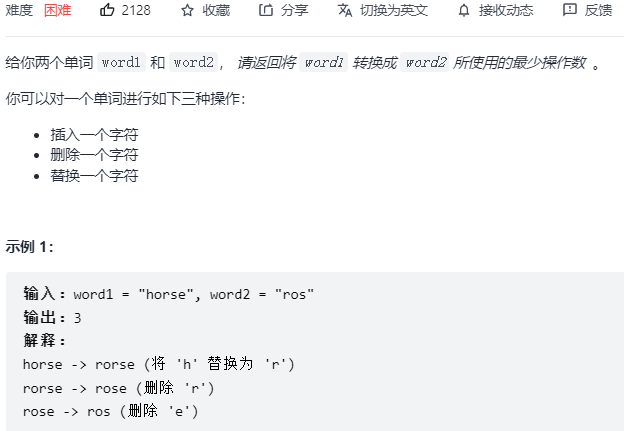 难度 困难 2128 收藏 分享 切换为英文 接收动态 反馈
给你两个单词 word1 和 word2， 请返回将 word1 转换成 word2 所使用的最少操作数 。
你可以对一个单词进行如下三种操作：
插入一个字符
删除一个字符
替换一个字符
示例 1：
输入：word1 = "horse", word2 = "ros"
输出：3
解释：
horse -> rorse (将 'h' 替换为 'r')
rorse -> rose (删除 'r')
rose -> ros (删除 'e')